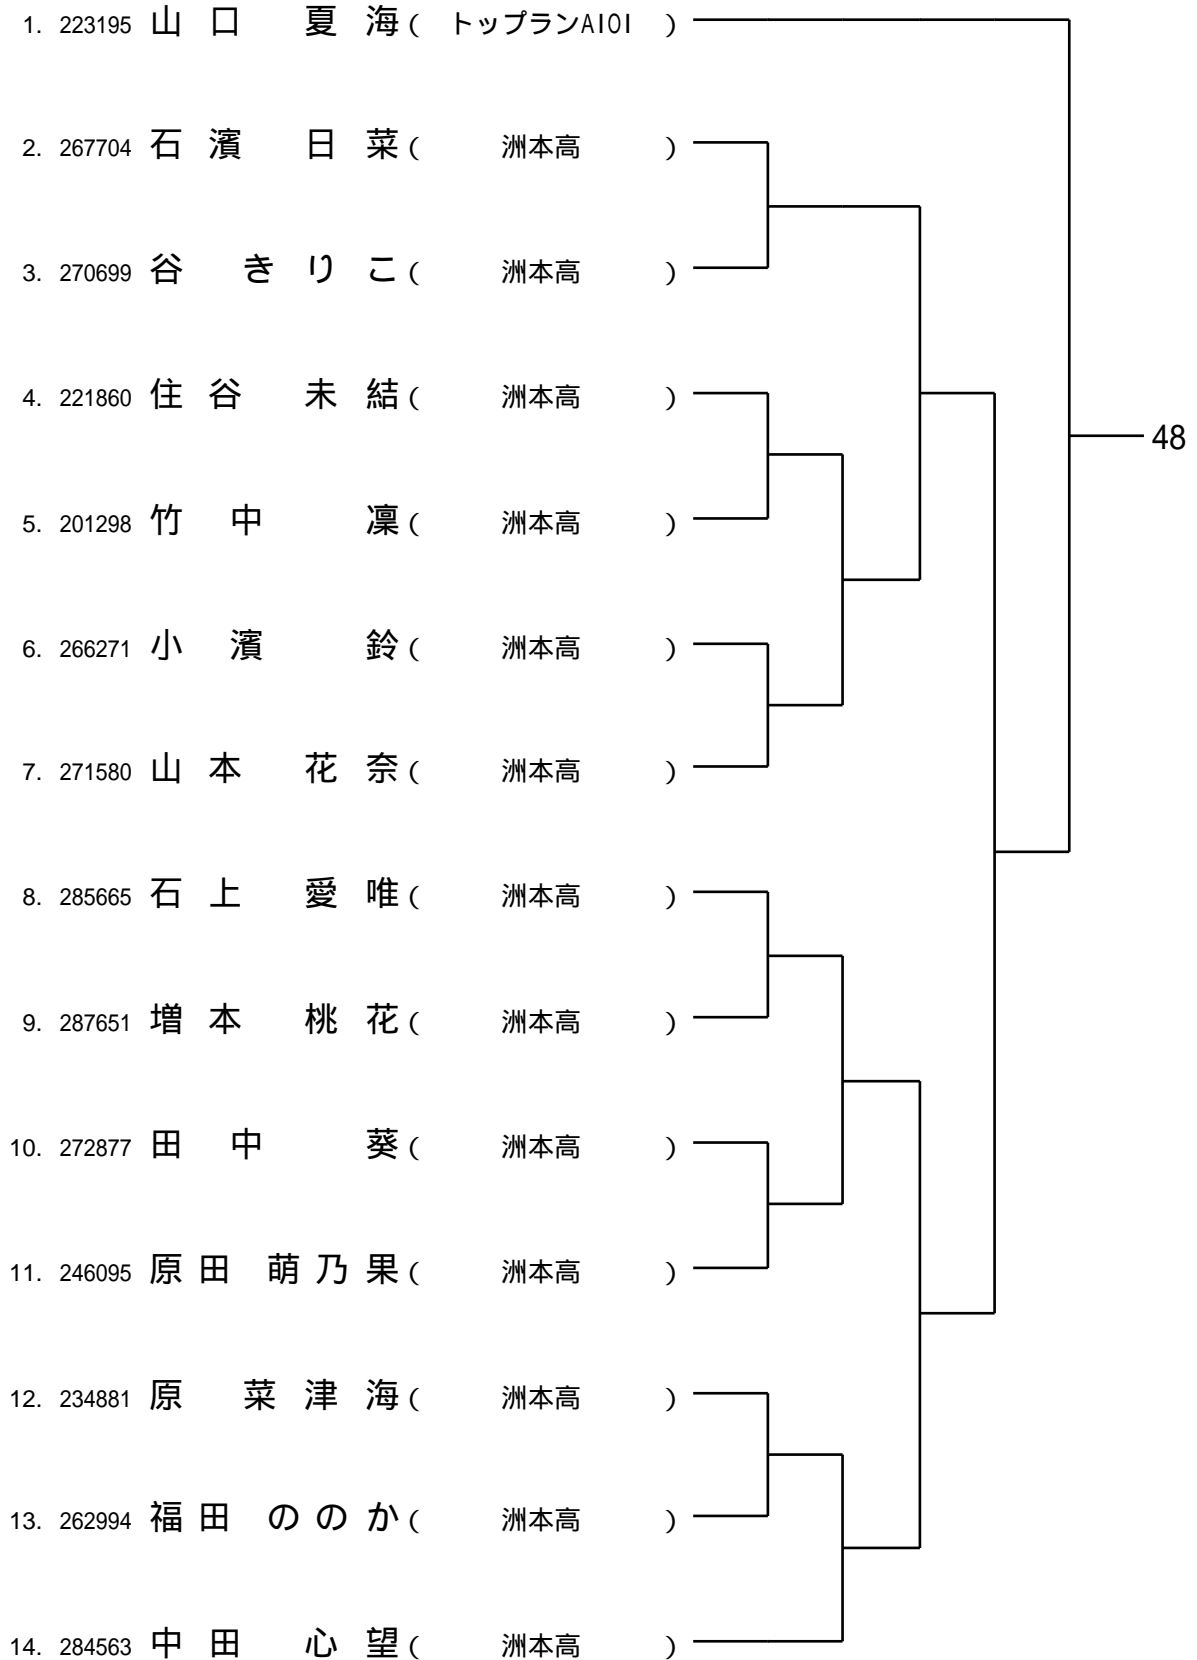 1. 223195 山口 夏海 ( トップランAIOI )
2. 267704 石濱 日菜 ( 洲本高 )
3. 270699 谷 きりこ ( 洲本高 )
4. 221860 住谷 未結 ( 洲本高 )
48
5. 201298 竹中 凜 ( 洲本高 )
6. 266271 小濱 鈴 ( 洲本高 )
7. 271580 山本 花奈 ( 洲本高 )
8. 285665 石上 愛唯 ( 洲本高 )
9. 287651 増本 桃花 ( 洲本高 )
10. 272877 田中 葵 ( 洲本高 )
11. 246095 原田 萌乃果 ( 洲本高 )
12. 234881 原 菜津海 ( 洲本高 )
13. 262994 福田 ののか ( 洲本高 )
14. 284563 中田 心望 ( 洲本高 )